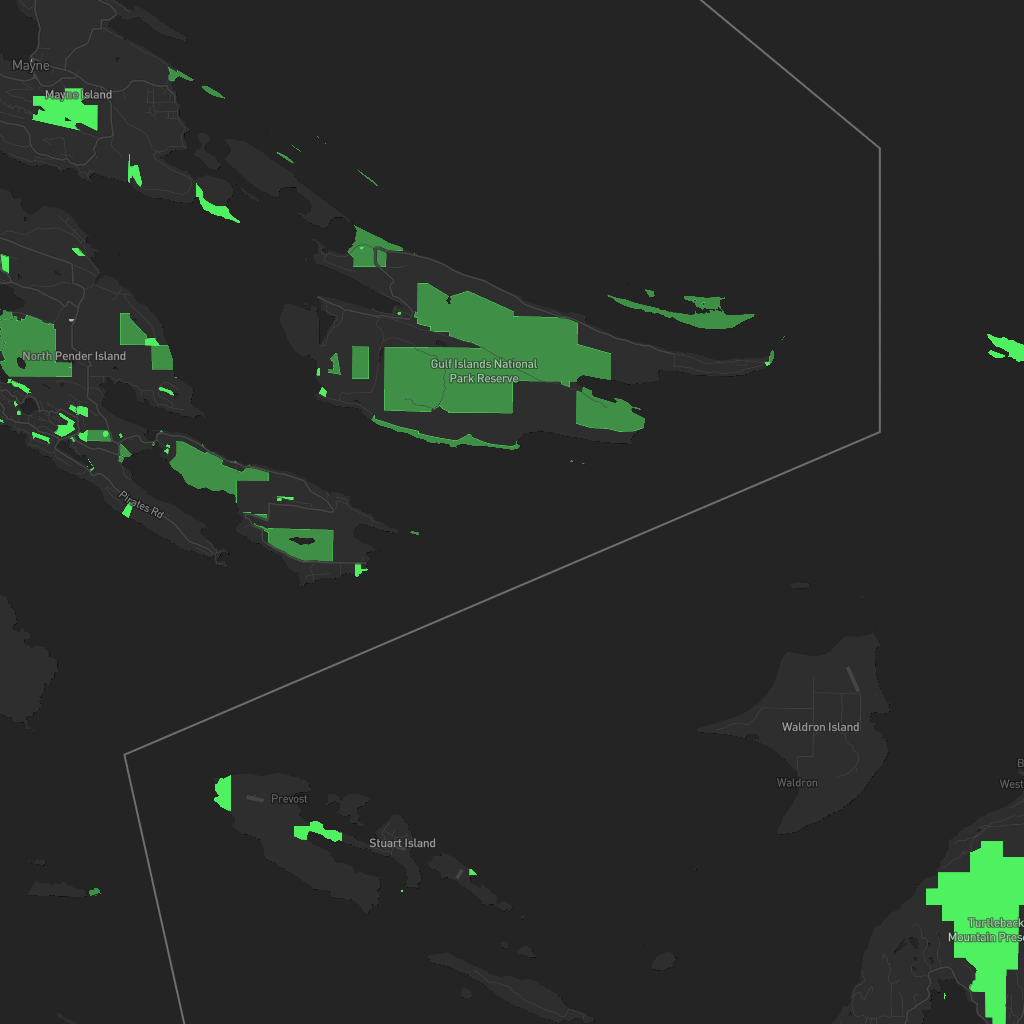 Mayne
Mayne Island
North Pender Island
Gulf Islands National
Park Reserve
Pirates Rd
Waldron Island
Waldron
Prevost
Stuart Island
West
Turtleback
Mountain Prese